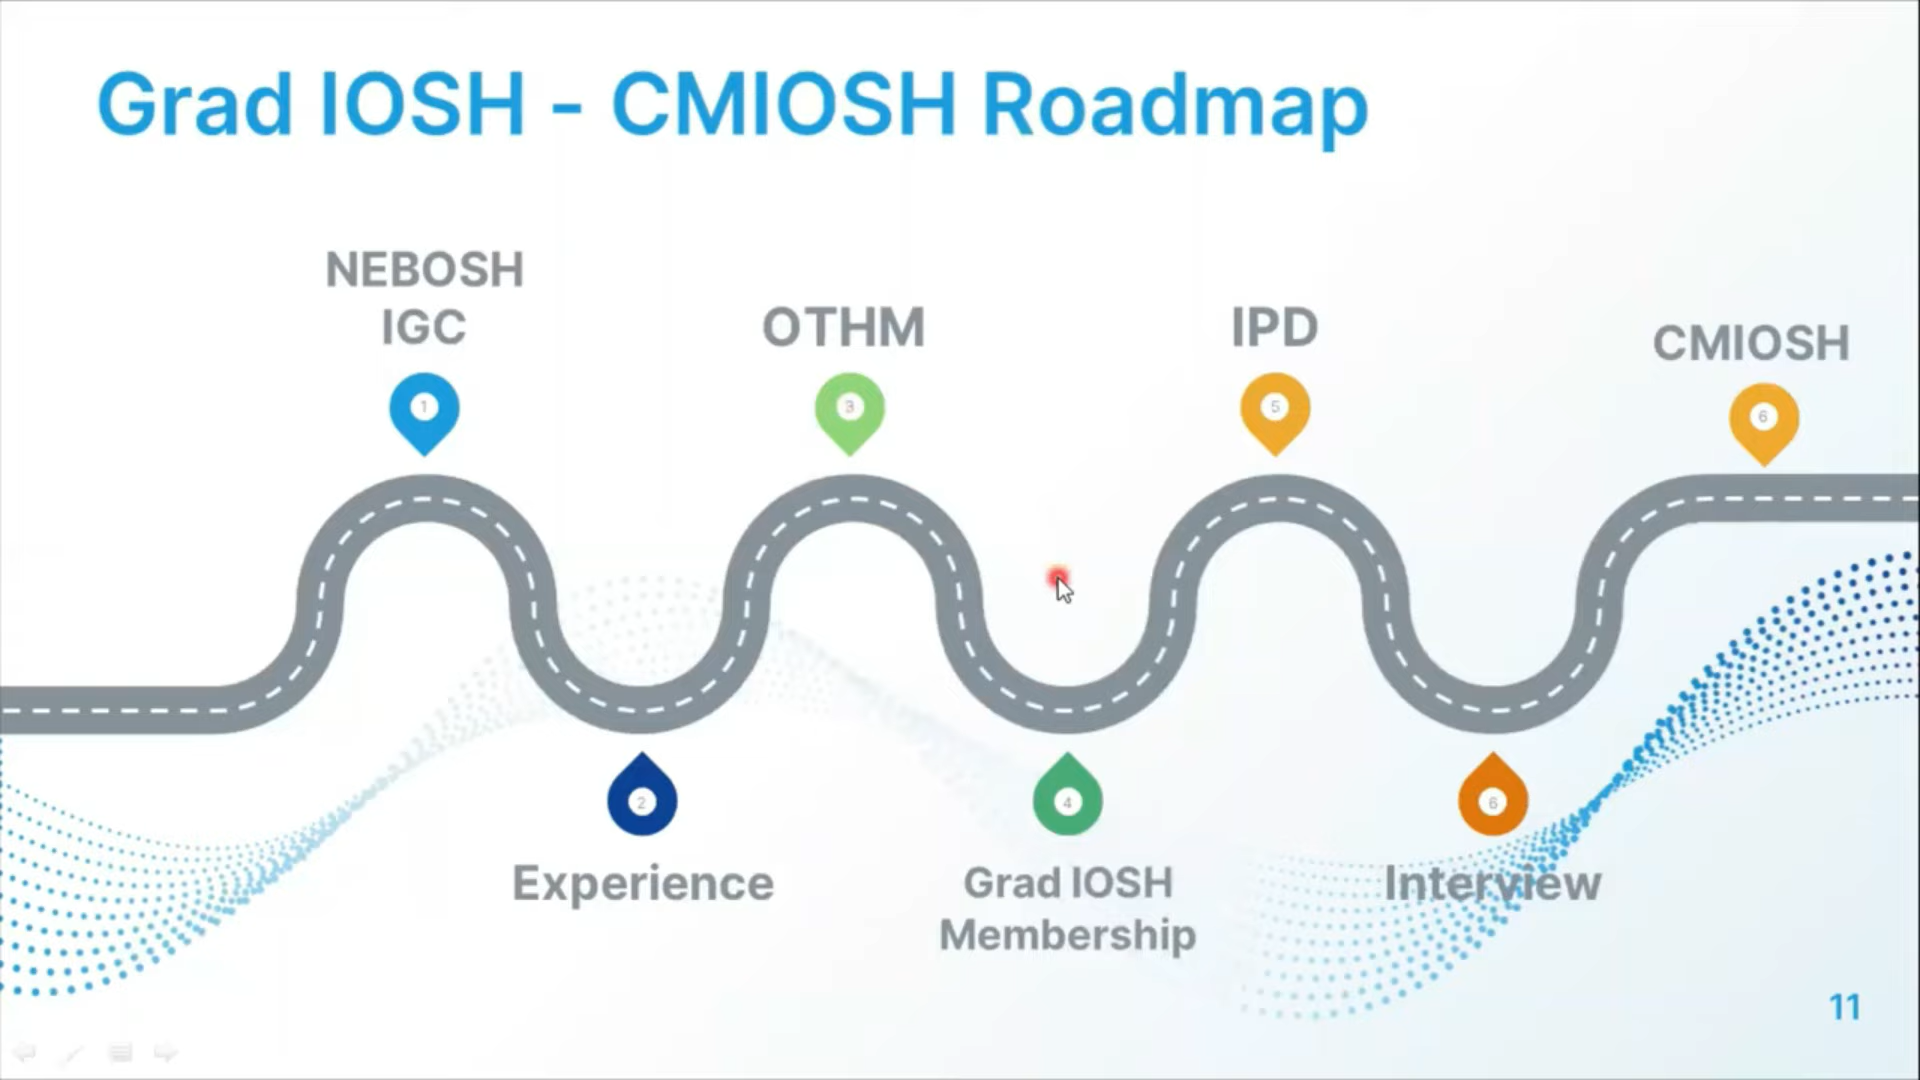 Grad IOSH - CMIOSH Roadmap
NEBOSH
IGC
OTHM
IPD
CMIOSH
1
3
5
6
2
4
6
Experience
Grad IOSH
Membership
Interview
11